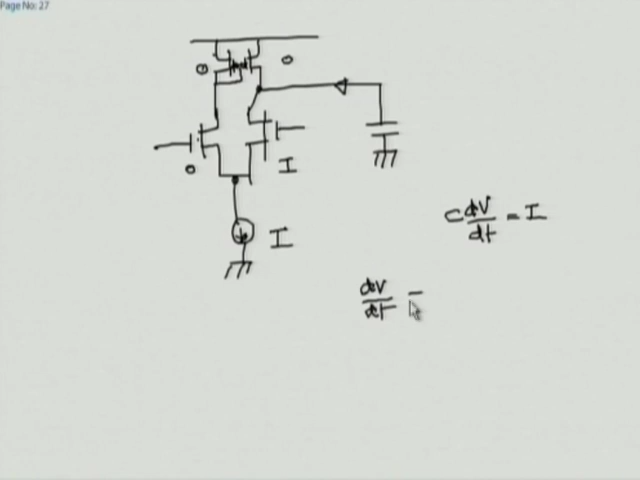 Page No: 27
o
o
o
I
I
C dV/dt = I
dV/dt =